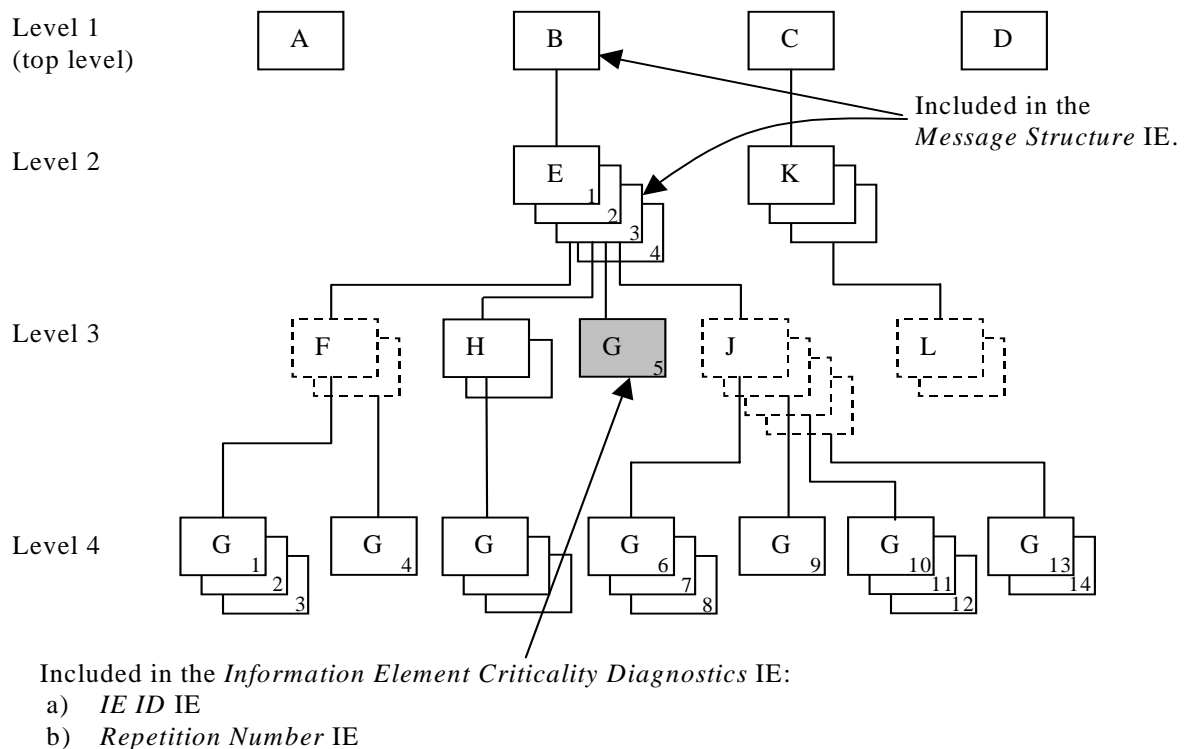 Level 1
(top level)
A
B
C
D
Included in the
Message Structure IE.
Level 2
E
1
2
3
4
K
Level 3
F
H
G
5
J
L
Level 4
G
1
2
3
G
4
G
G
6
7
8
G
9
G
10
11
12
G
13
14
Included in the Information Element Criticality Diagnostics IE:
a) IE ID IE
b) Repetition Number IE